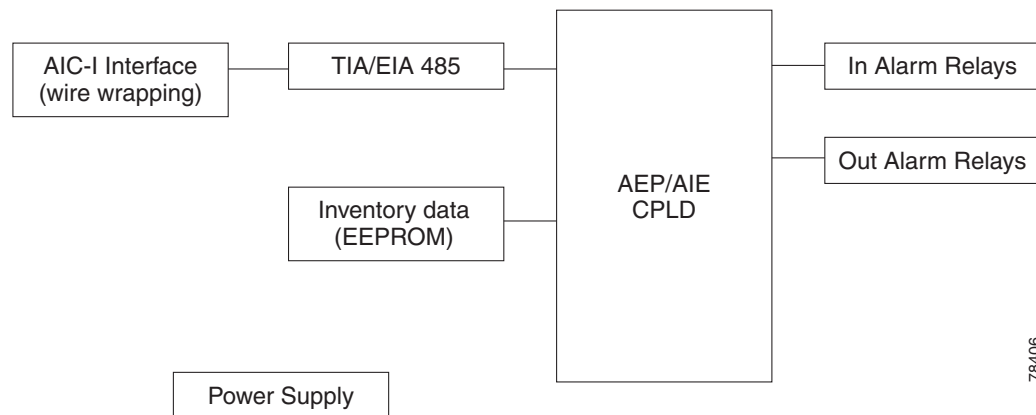 AIC-I Interface
(wire wrapping)
TIA/EIA 485
In Alarm Relays
Out Alarm Relays
AEP/AIE
CPLD
Inventory data
(EEPROM)
Power Supply
78406